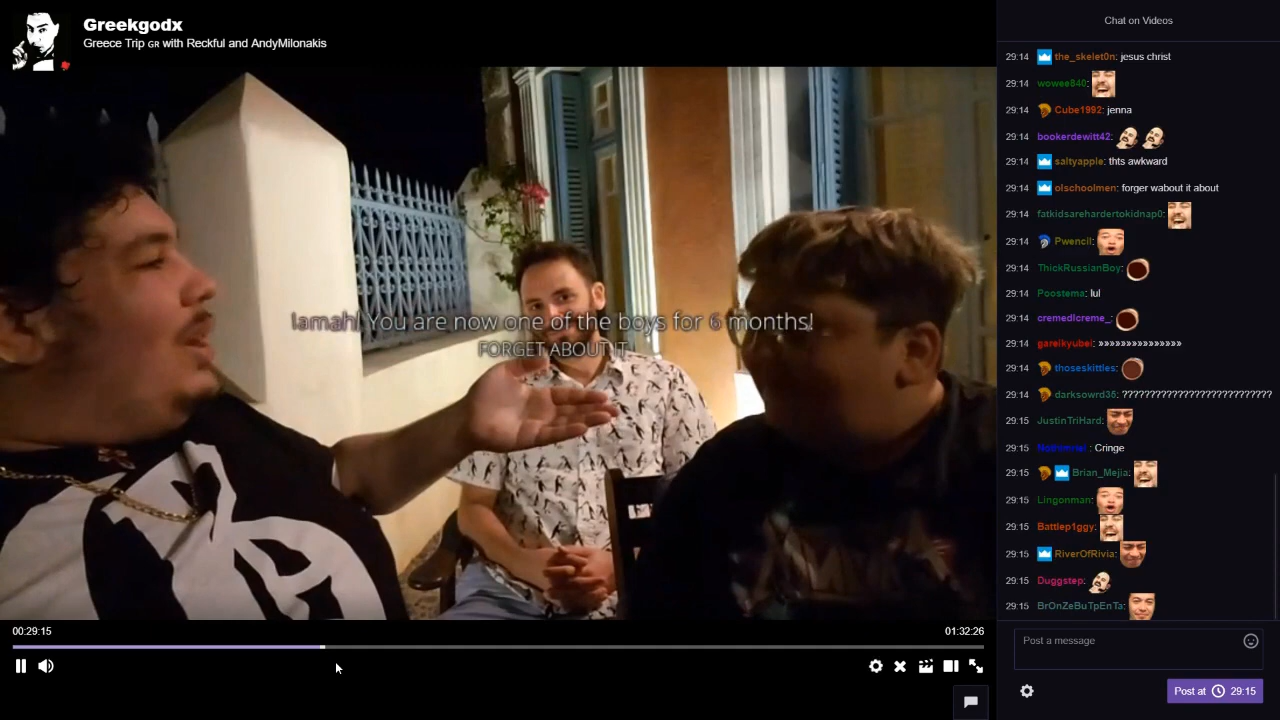 Greekgodx
Greece Trip GR with Reckful and AndyMilonakis
lamah! You are now one of the boys for 6 months!
FORGET ABOUT IT
00:29:15
01:32:26
Chat on Videos
29:14 the_skelet0n: jesus christ
29:14 wowee840:
29:14 Cube1992: jenna
29:14 bookerdewitt42:
29:14 saltyapple: thts awkward
29:14 olschoolmen: forger wabout it about
29:14 fatkidsarehardertokidnap0:
29:14 Pwencil:
29:14 ThickRussianBoy:
29:14 Poostema: lul
29:14 cremedlcreme_:
29:14 gareikyubei: »»»»»»»»»»»»»»»
29:14 thoseskittles:
29:14 darksowrd35: ???????????????????????????
29:15 JustinTriHard:
29:15 : Cringe
29:15 Brian_Mejia:
29:15 Lingonman:
29:15 Battlep1ggy:
29:15 RiverOfRivia:
29:15 Duggstep:
29:15 BrOnZeBuTpEnTa:
Post a message
Post at 29:15